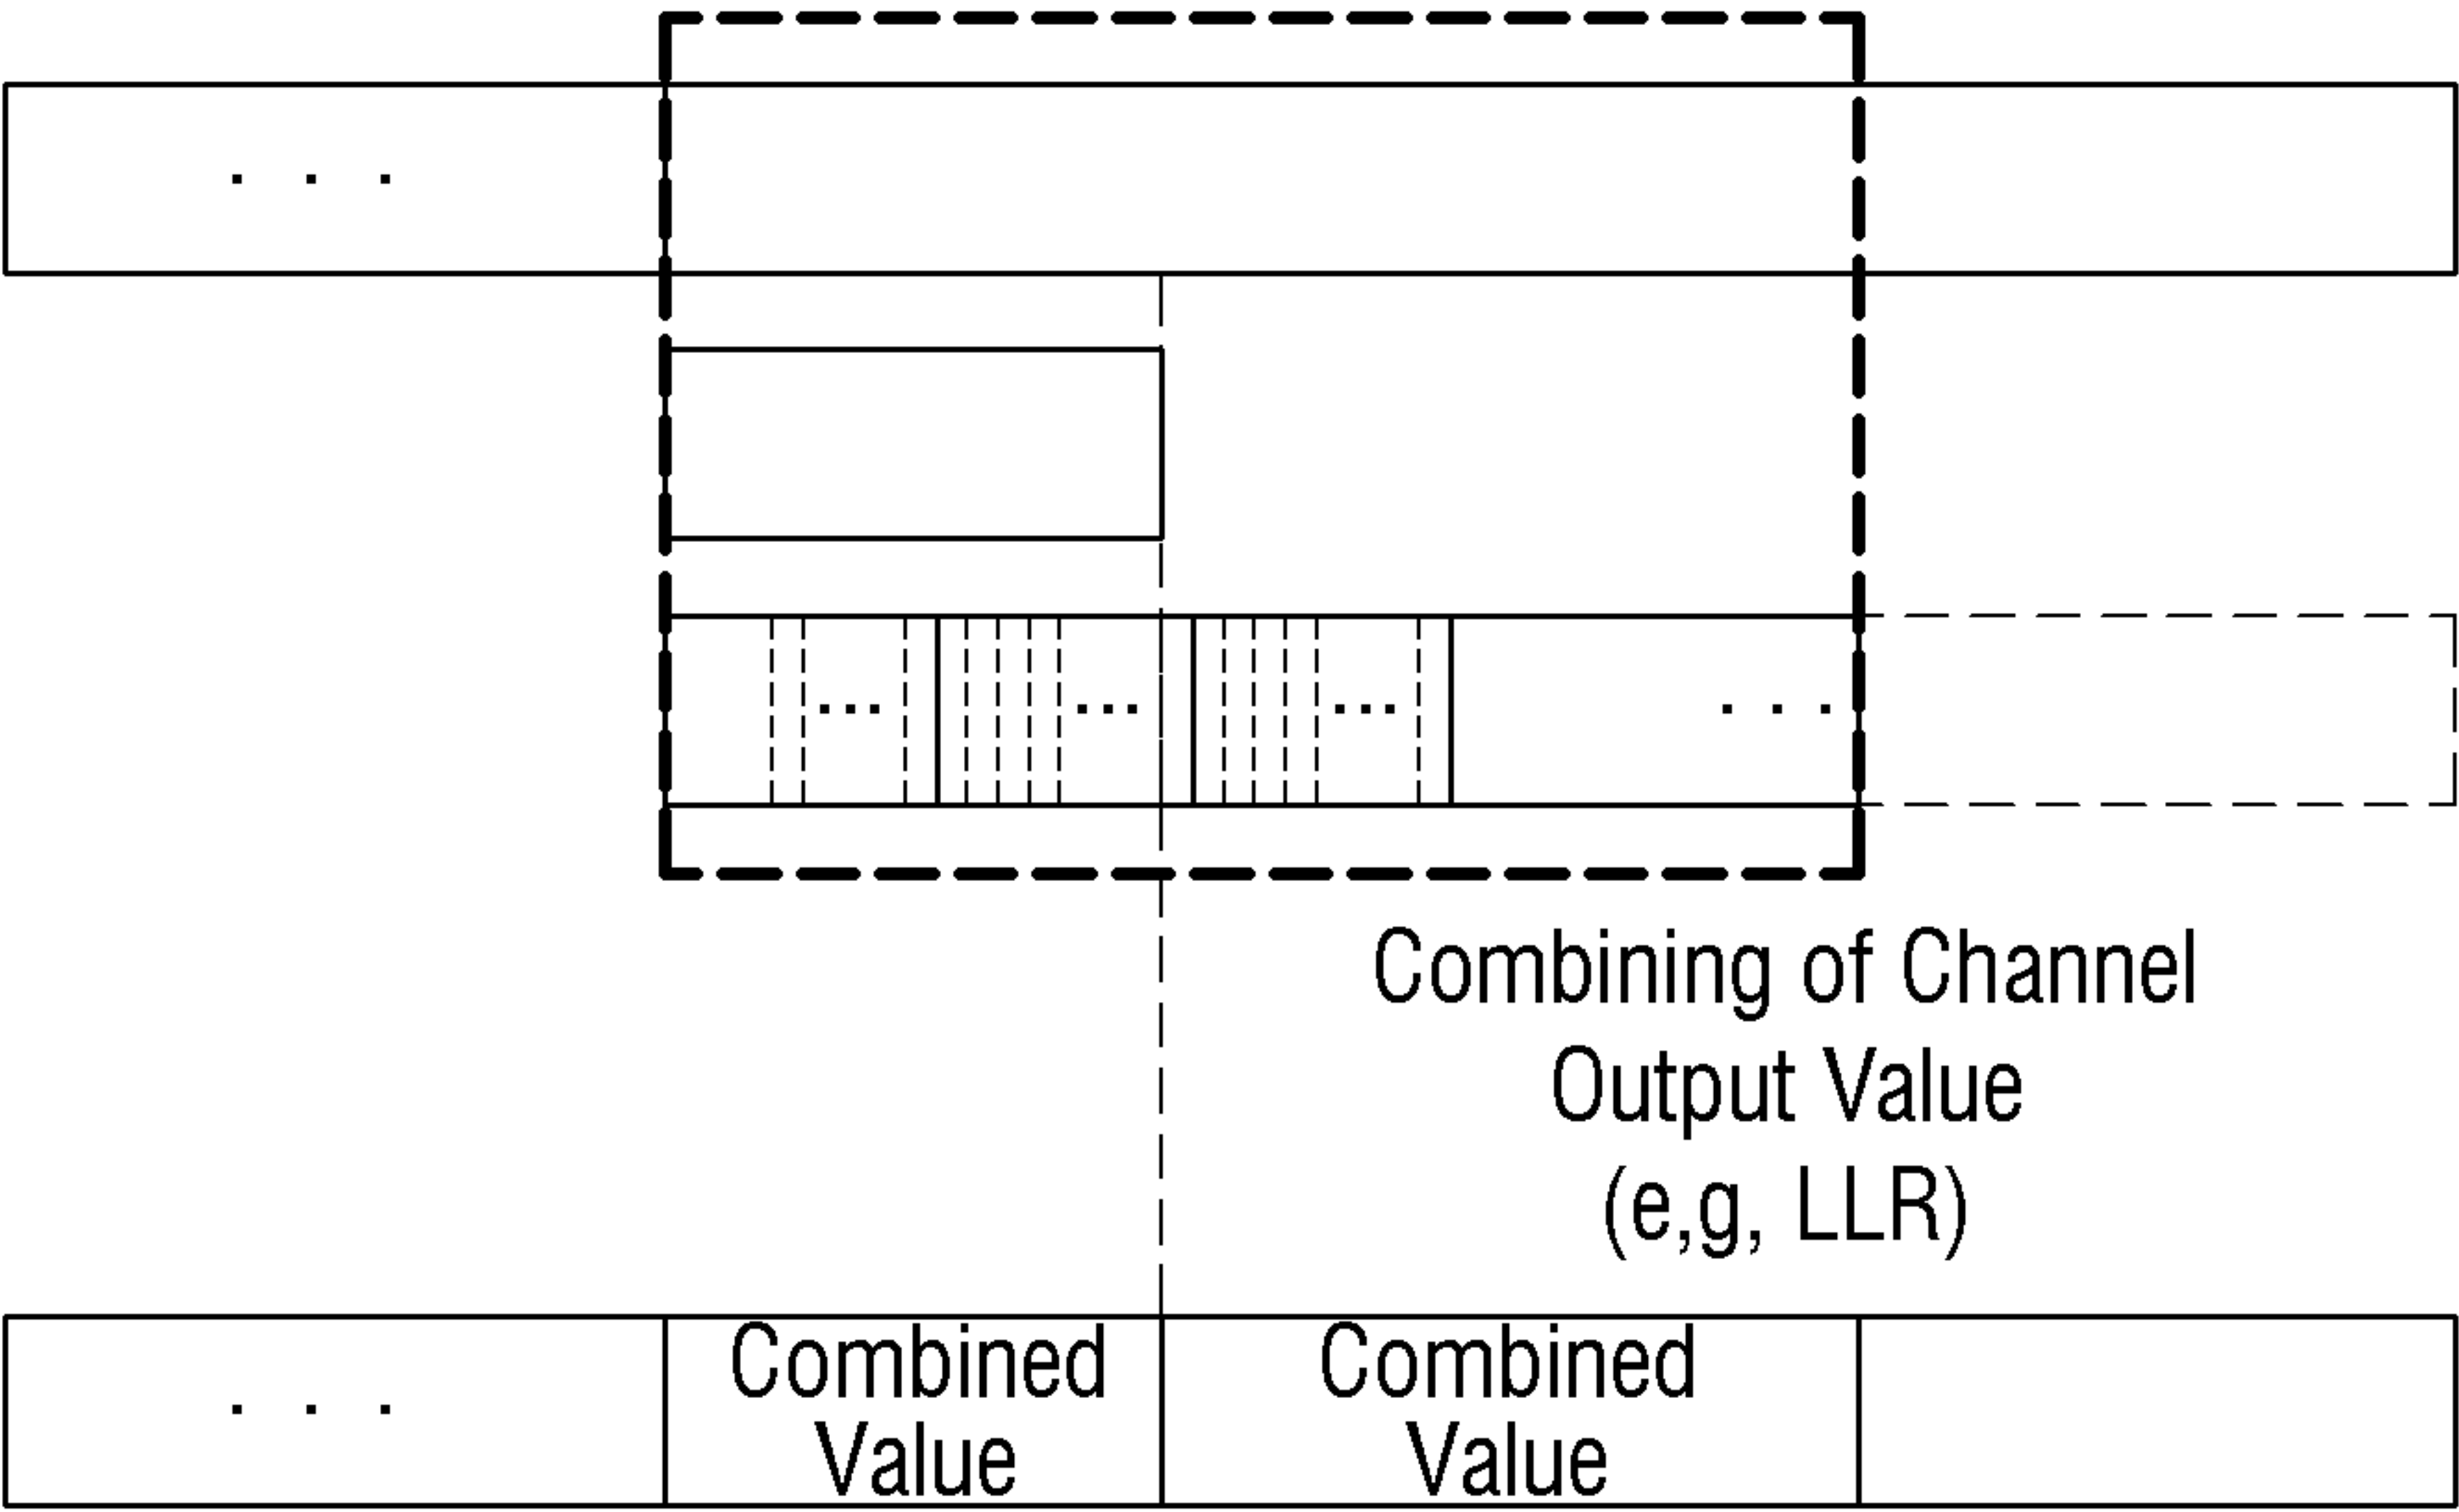 . . .
...
...
...
. . .
Combining of Channel
Output Value
(e,g, LLR)
. . .
Combined
Value
Combined
Value